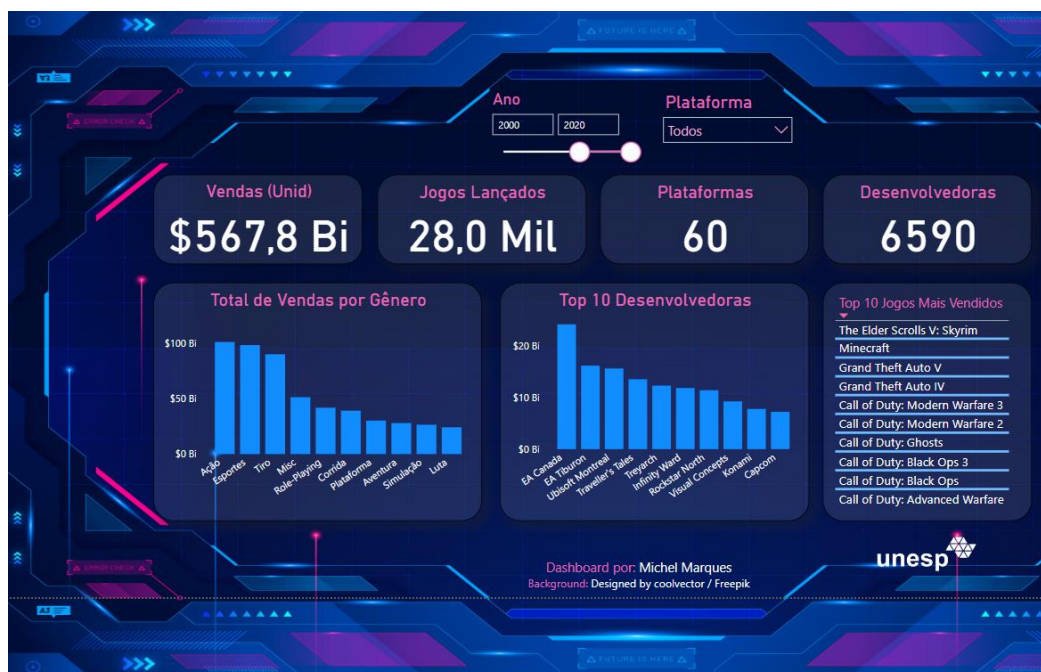 FUTURE IS HERE
V1
ERROR CHECK
Ano
2000 2020
Plataforma
Todos
Vendas (Unid)
$567,8 Bi
Jogos Lançados
28,0 Mil
Plataformas
60
Desenvolvedoras
6590
Total de Vendas por Gênero
$100 Bi
$50 Bi
$0 Bi
Ação
Esportes
Tiro
Misc
Role-Playing
Corrida
Plataforma
Aventura
Simulação
Luta
Top 10 Desenvolvedoras
$20 Bi
$10 Bi
$0 Bi
EA Canada
EA Tiburon
Ubisoft Montreal
Traveller's Tales
Treyarch
Infinity Ward
Rockstar North
Visual Concepts
Konami
Capcom
Top 10 Jogos Mais Vendidos
The Elder Scrolls V: Skyrim
Minecraft
Grand Theft Auto V
Grand Theft Auto IV
Call of Duty: Modern Warfare 3
Call of Duty: Modern Warfare 2
Call of Duty: Ghosts
Call of Duty: Black Ops 3
Call of Duty: Black Ops
Call of Duty: Advanced Warfare
unesp
Dashboard por: Michel Marques
Background: Designed by coolvector / Freepik
ERROR CHECK
A3
FUTURE IS HERE